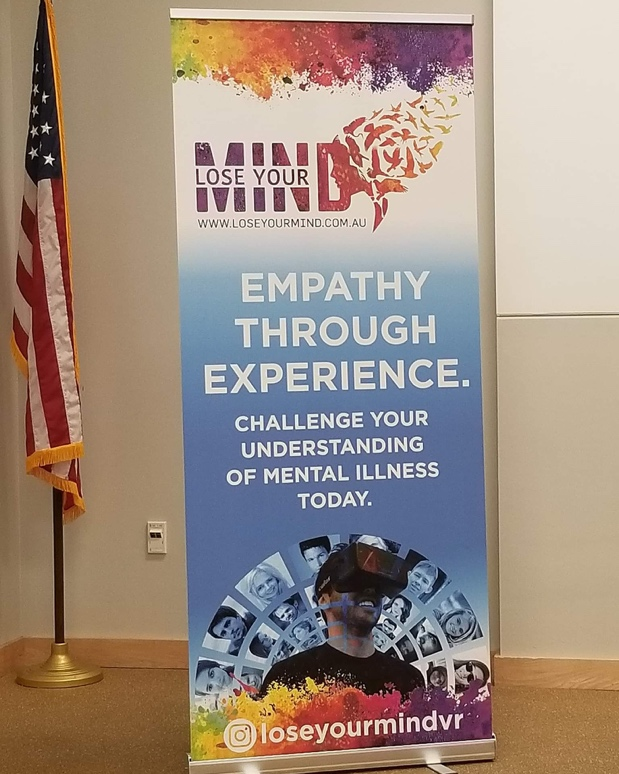 LOSE YOUR
MIND
WWW.LOSEYOURMIND.COM.AU
EMPATHY
THROUGH
EXPERIENCE.
CHALLENGE YOUR
UNDERSTANDING
OF MENTAL ILLNESS
TODAY.
loseyourmindvr